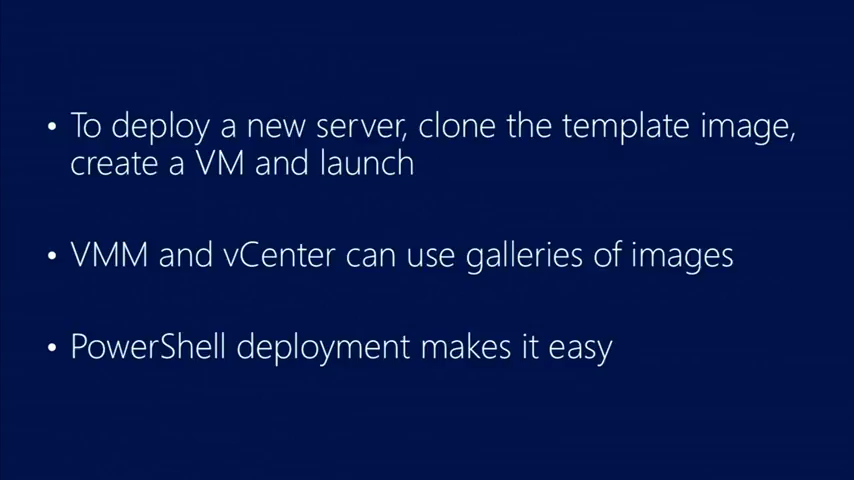 • To deploy a new server, clone the template image,
create a VM and launch
• VMM and vCenter can use galleries of images
• PowerShell deployment makes it easy